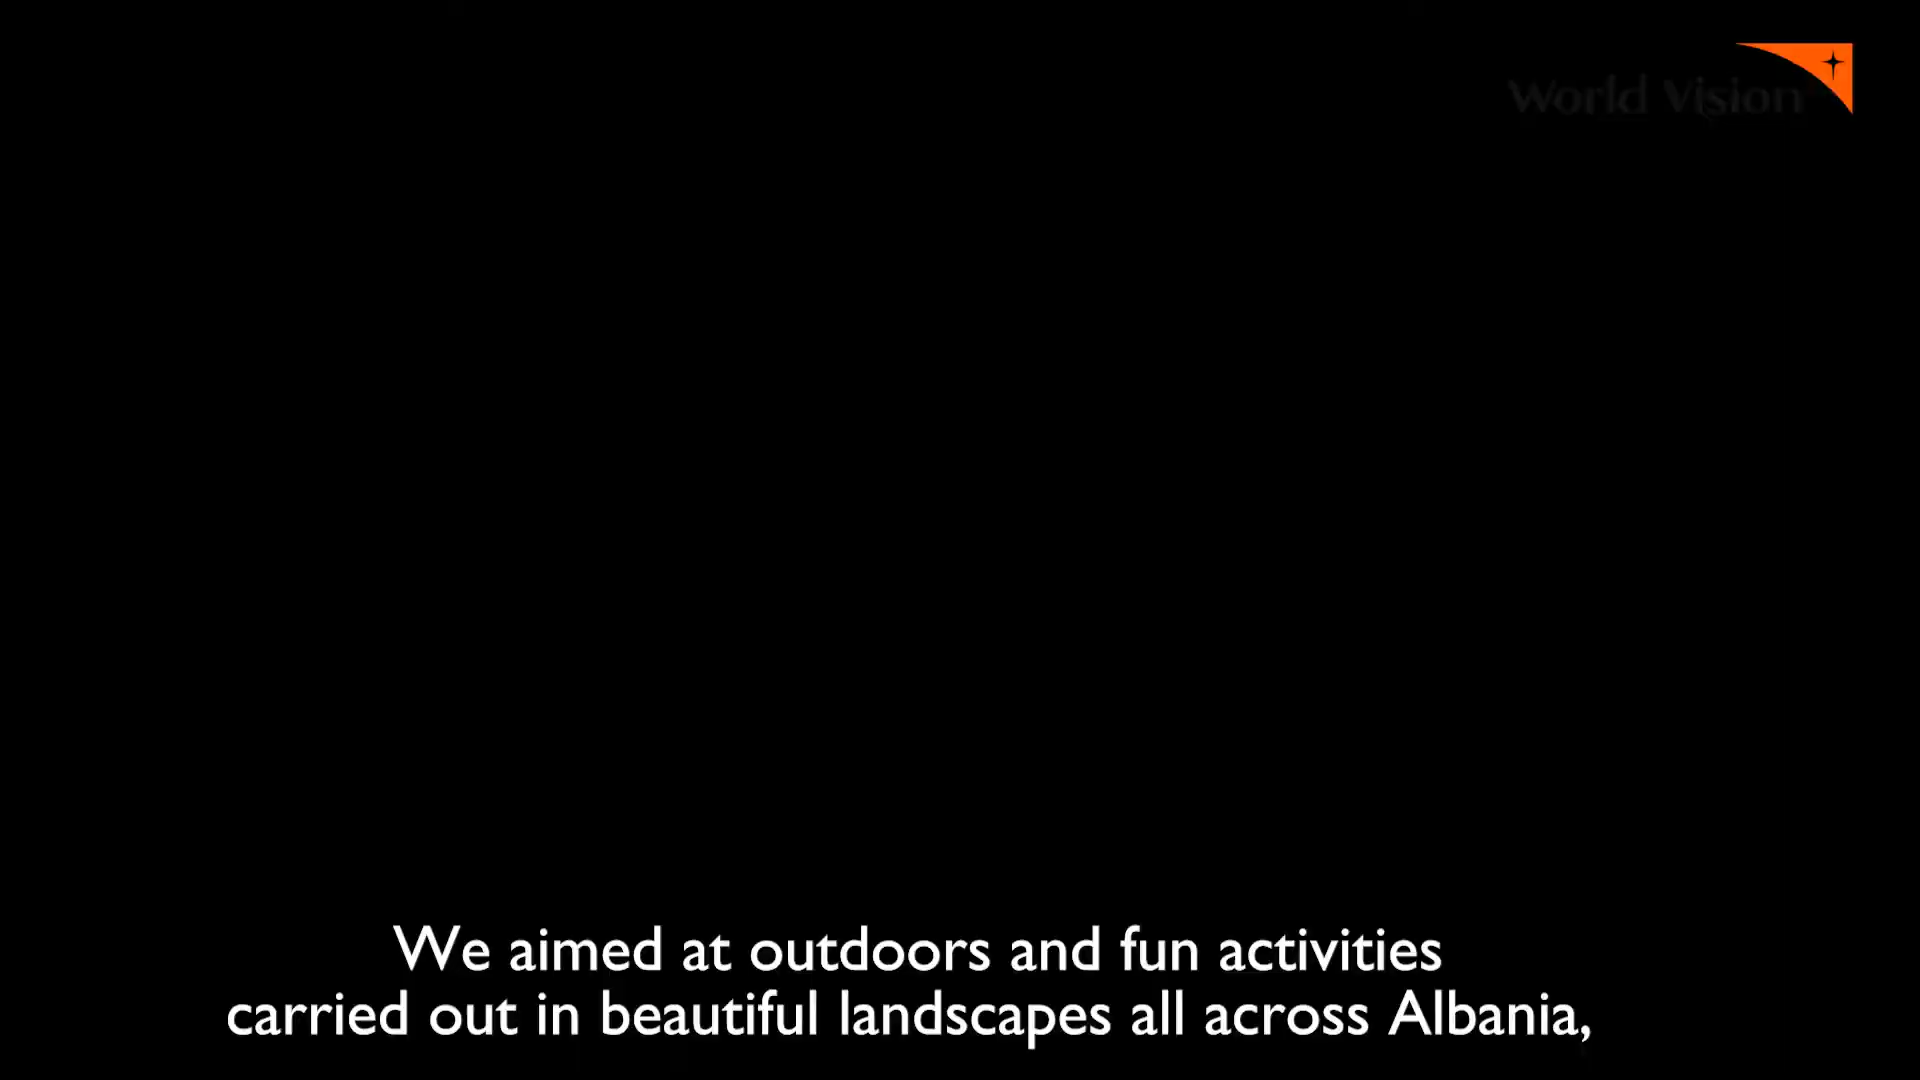 World Vision
We aimed at outdoors and fun activities
carried out in beautiful landscapes all across Albania,